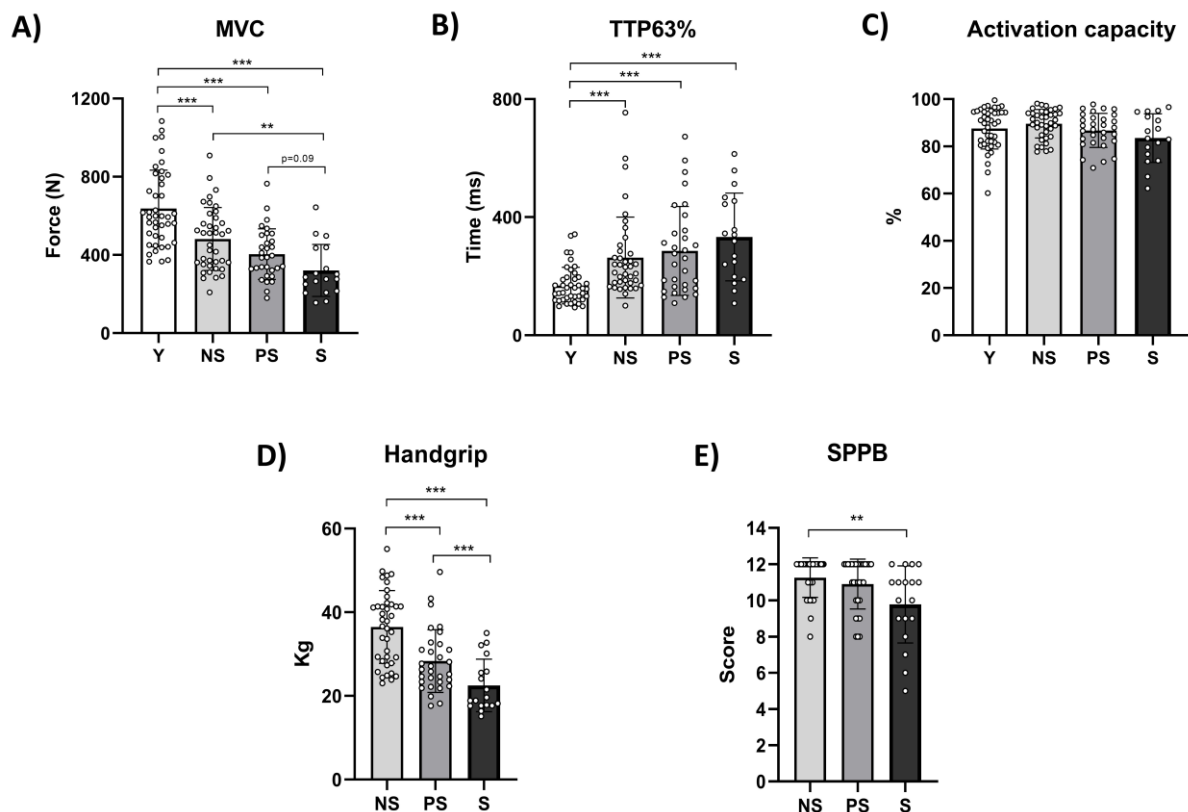 A) MVC
***
***
***
**
p=0.09
Force (N)
1200
800
400
0
Y NS PS S
B) TTP63%
***
***
***
Time (ms)
800
400
0
Y NS PS S
C) Activation capacity
%
100
80
60
40
20
0
Y NS PS S
D) Handgrip
***
***
***
Kg
60
40
20
0
NS PS S
E) SPPB
**
Score
14
12
10
8
6
4
2
0
NS PS S